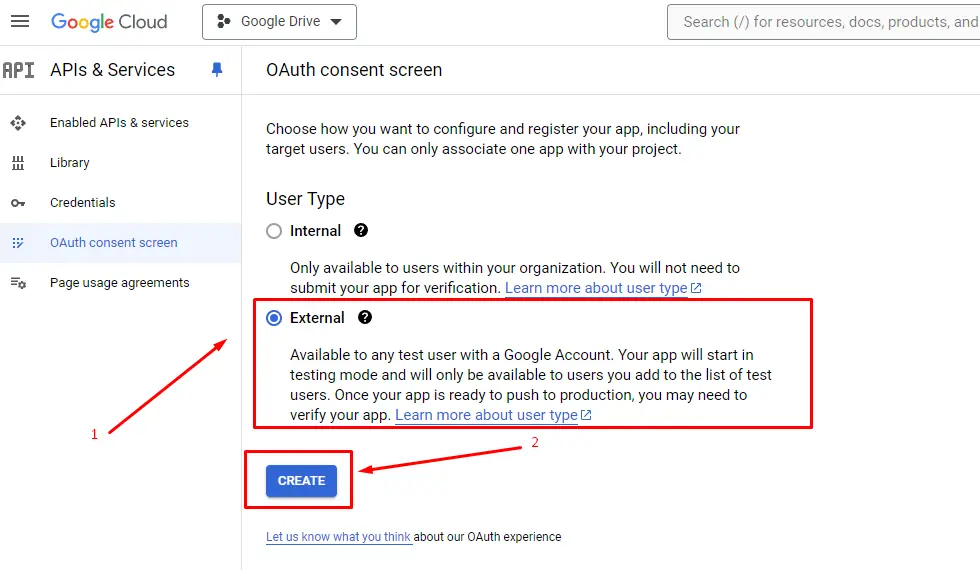 Google Cloud
Google Drive
Search (/) for resources, docs, products, and
API APIs & Services
OAuth consent screen
Enabled APIs & services
Library
Credentials
OAuth consent screen
Page usage agreements
Choose how you want to configure and register your app, including your
target users. You can only associate one app with your project.
User Type
Internal ?
Only available to users within your organization. You will not need to
submit your app for verification. Learn more about user type
External ?
Available to any test user with a Google Account. Your app will start in
testing mode and will only be available to users you add to the list of test
users. Once your app is ready to push to production, you may need to
verify your app. Learn more about user type
1
2
CREATE
Let us know what you think about our OAuth experience